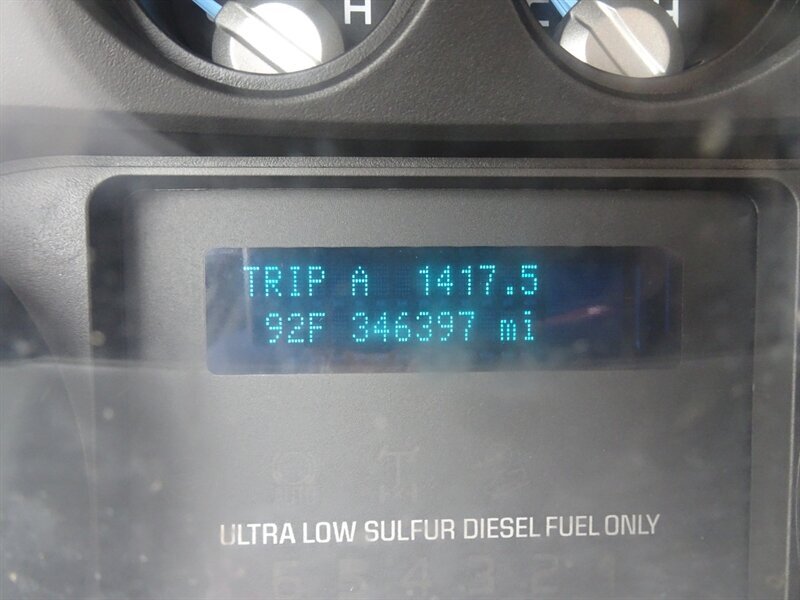 H
C H
TRIP A 1417.5
92F 346397 mi
ULTRA LOW SULFUR DIESEL FUEL ONLY